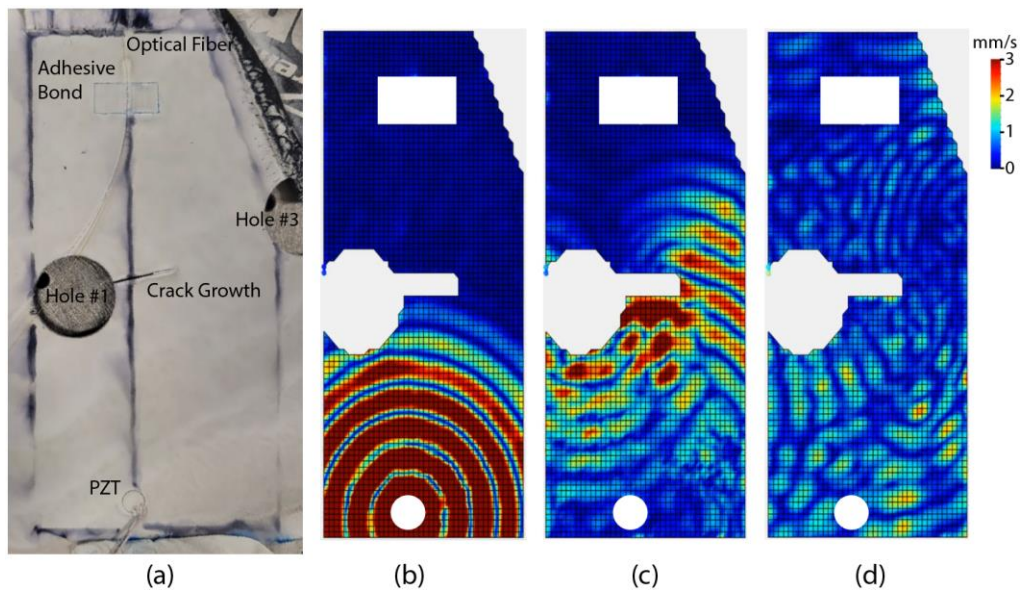 Optical Fiber
Adhesive
Bond
Hole #3
Hole #1
Crack Growth
PZT
mm/s
3
2
1
0
(a)
(b)
(c)
(d)